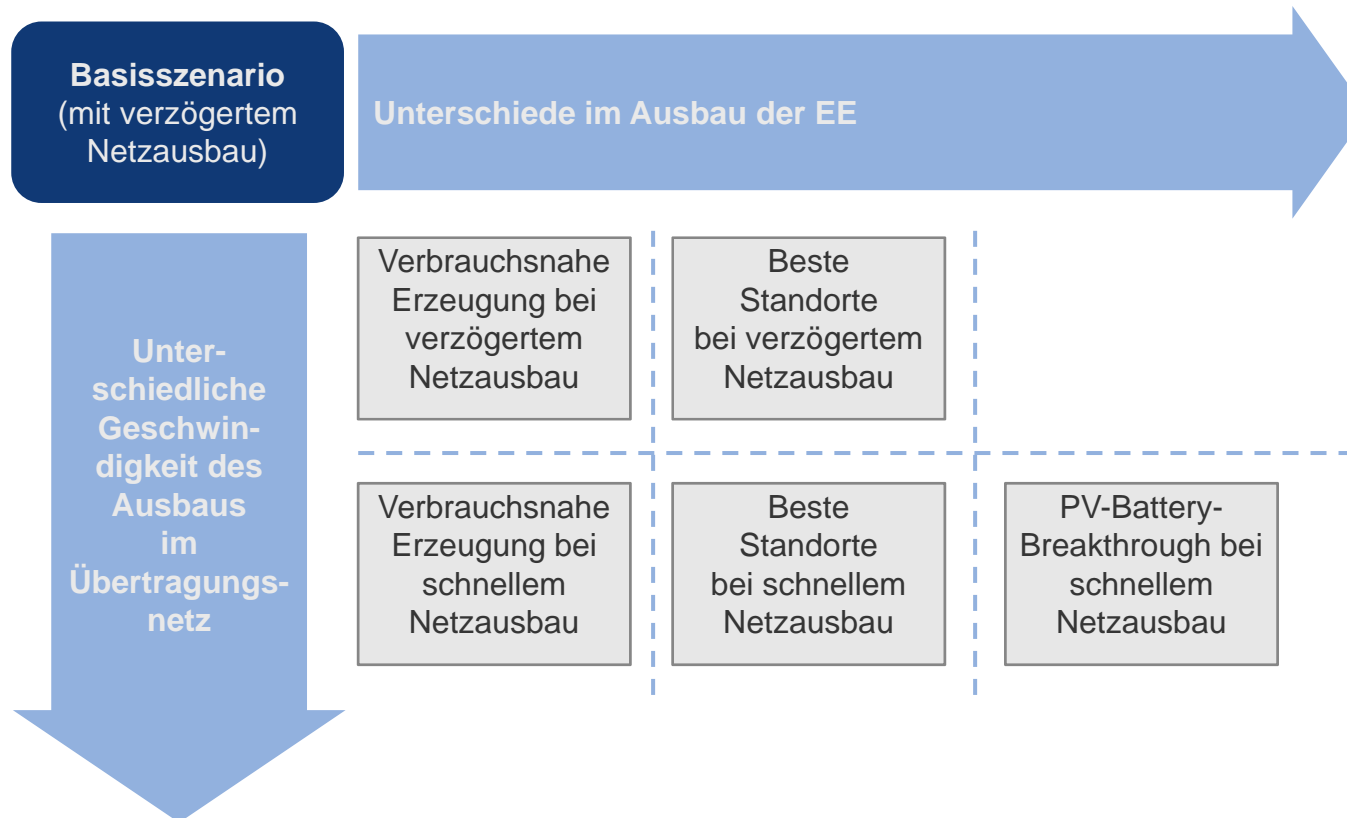 Basisszenario
(mit verzögertem
Netzausbau)
Unterschiede im Ausbau der EE
Unter-
schiedliche
Geschwin-
digkeit des
Ausbaus
im
Übertragungs-
netz
Verbrauchsnahe
Erzeugung bei
verzögertem
Netzausbau
Beste
Standorte
bei verzögertem
Netzausbau
Verbrauchsnahe
Erzeugung bei
schnellem
Netzausbau
Beste
Standorte
bei schnellem
Netzausbau
PV-Battery-
Breakthrough bei
schnellem
Netzausbau